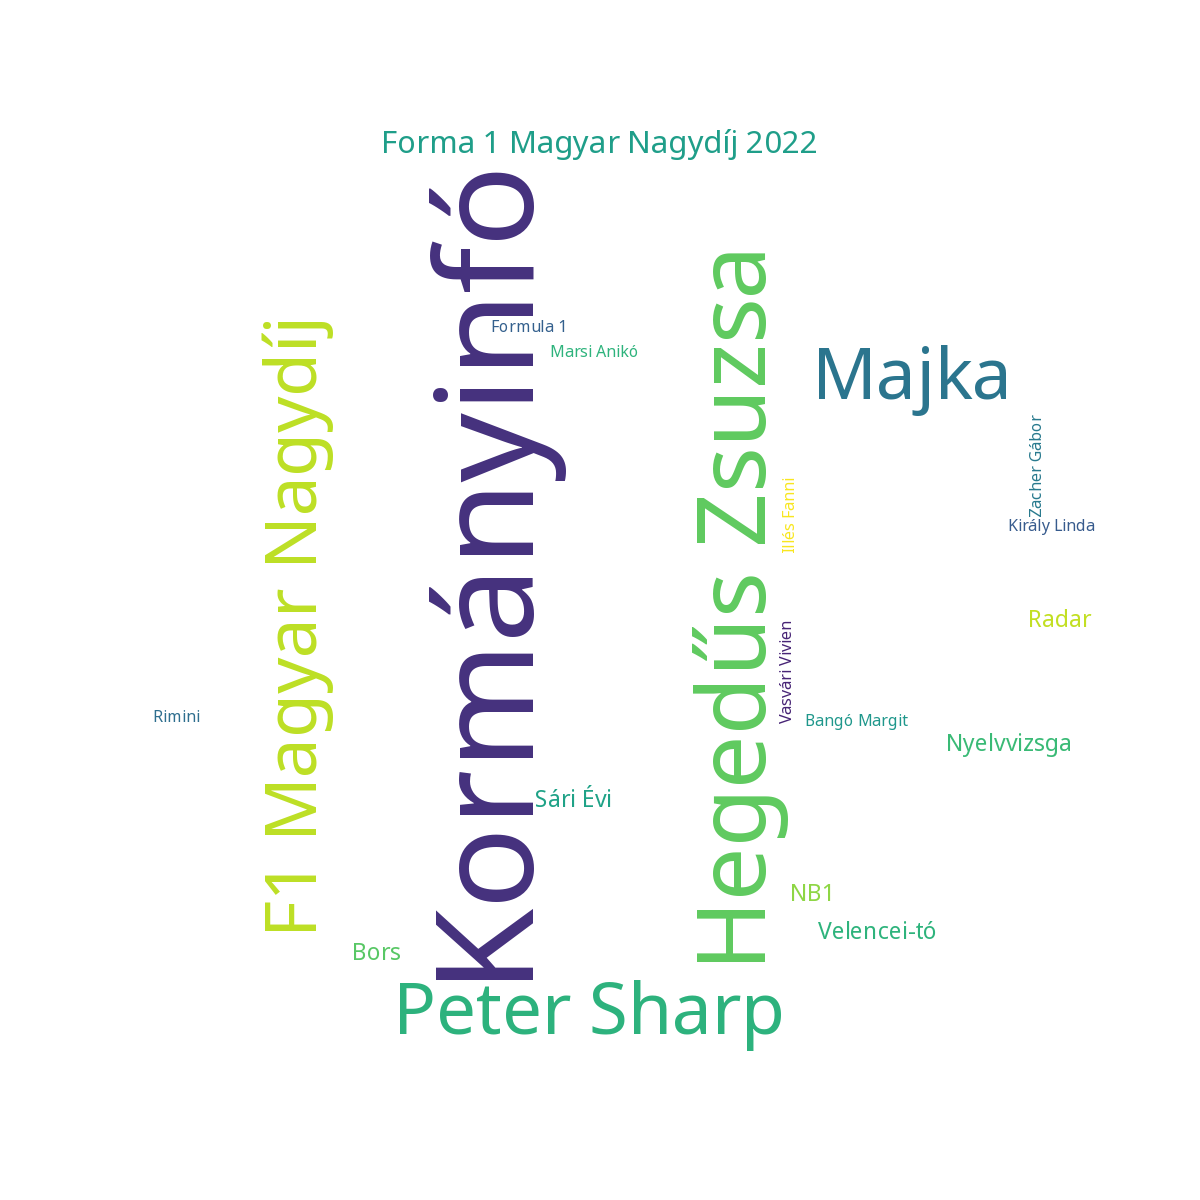 Forma 1 Magyar Nagydíj 2022
Kormányinfó
Hegedűs Zsuzsa
F1 Magyar Nagydíj
Formula 1
Marsi Anikó
Majka
Zacher Gábor
Illés Fanni
Király Linda
Radar
Vasvári Vivien
Rimini
Bangó Margit
Nyelvvizsga
Sári Évi
NB1
Velencei-tó
Bors
Peter Sharp